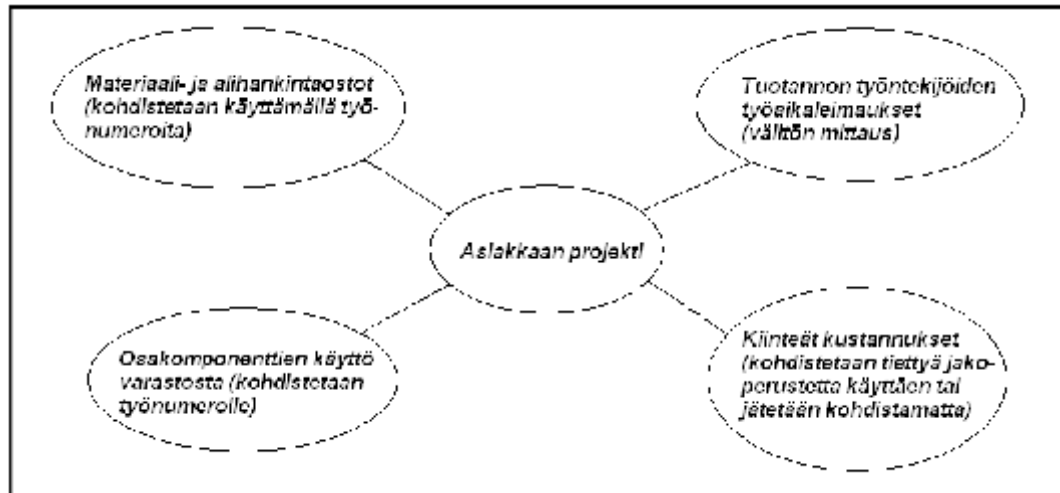 Materiaali- ja alihankintaostot
(kohdistetaan käyttämällä työ-
numeroita)
Tuotannon työntekijöiden
työaikaleimaukset
(välitön mittaus)
Asiakkaan projekti
Osakomponenttien käyttö
varastosta (kohdistetaan
työnumeroille)
Kiinteät kustannukset
(kohdistetaan tiettyä jako-
perustetta käyttäen tai
jätetään kohdistamatta)